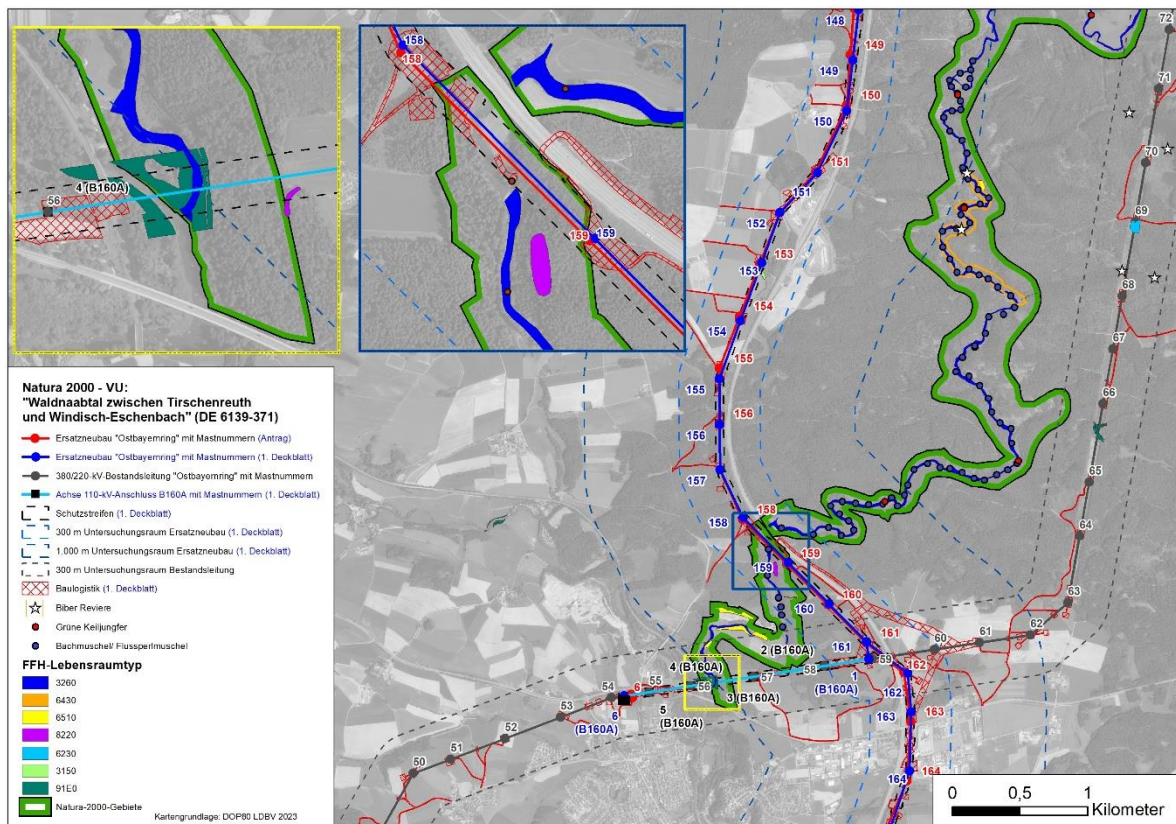 158
158
159
159
56
4 (B160A)
148
149
149
150
150
151
151
152
153
153
154
154
155
155
156
156
157
158
158
159
159
160
160
161
161
162
162
163
163
164
164
72
71
70
69
68
67
66
65
64
63
62
61
60
59
58
57
56
55
54
53
52
51
50
6
6
(B160A)
5
(B160A)
4 (B160A)
3 (B160A)
2 (B160A)
1
(B160A)
Natura 2000 - VU:
"Waldnaabtal zwischen Tirschenreuth
und Windisch-Eschenbach" (DE 6139-371)
Ersatzneubau "Ostbayernring" mit Mastnummern (Antrag)
Ersatzneubau "Ostbayernring" mit Mastnummern (1. Deckblatt)
380/220-kV-Bestandsleitung "Ostbayernring" mit Mastnummern
Achse 110-kV-Anschluss B160A mit Mastnummern (1. Deckblatt)
Schutzstreifen (1. Deckblatt)
300 m Untersuchungsraum Ersatzneubau (1. Deckblatt)
1.000 m Untersuchungsraum Ersatzneubau (1. Deckblatt)
300 m Untersuchungsraum Bestandsleitung
Baulogistik (1. Deckblatt)
Biber Reviere
Grüne Keiljungfer
Bachmuschel/ Flussperlmuschel
FFH-Lebensraumtyp
3260
6430
6510
8220
6230
3150
91E0
Natura-2000-Gebiete
Kartengrundlage: DOP80 LDBV 2023
0 0,5 1
Kilometer